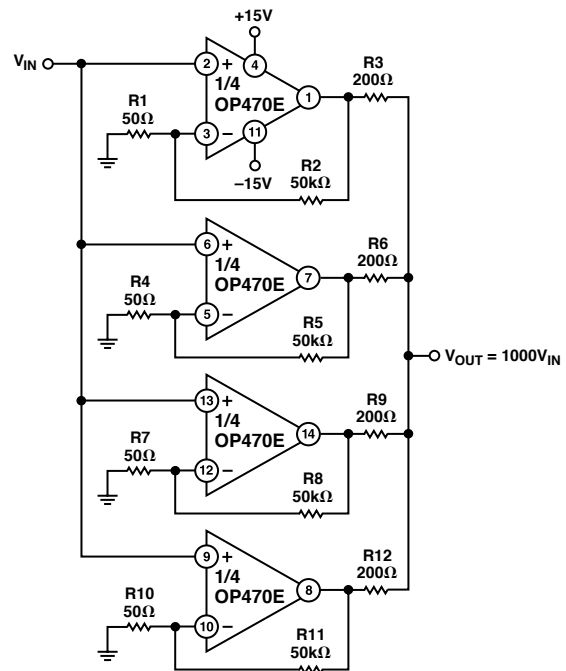 +15V
V_IN
2
+
4
1/4
OP470E
1
R3
200Ω
R1
50Ω
3
−
11
R2
50kΩ
–15V
6
+
1/4
OP470E
7
R6
200Ω
R4
50Ω
5
−
R5
50kΩ
V_OUT = 1000V_IN
13
+
1/4
OP470E
14
R9
200Ω
R7
50Ω
12
−
R8
50kΩ
9
+
1/4
OP470E
8
R12
200Ω
R10
50Ω
10
−
R11
50kΩ